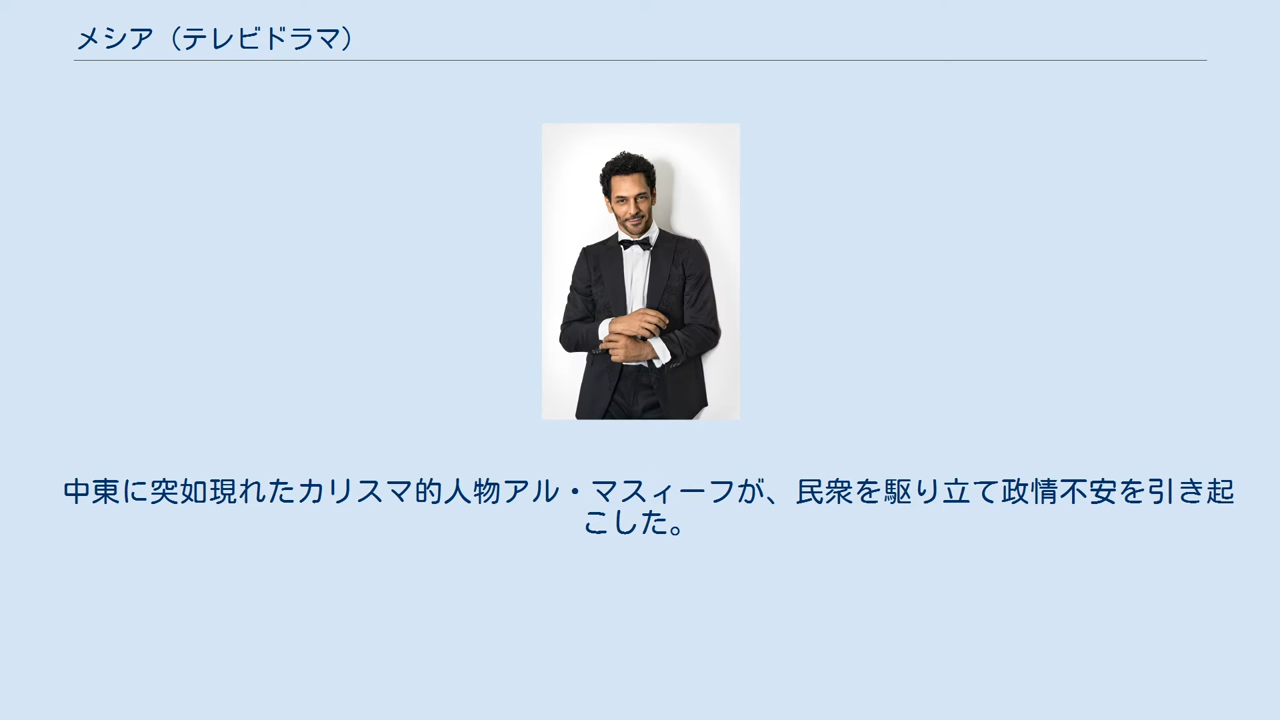 メシア（テレビドラマ）
中東に突如現れたカリスマ的人物アル・マスィーフが、民衆を駆り立て政情不安を引き起
こした。